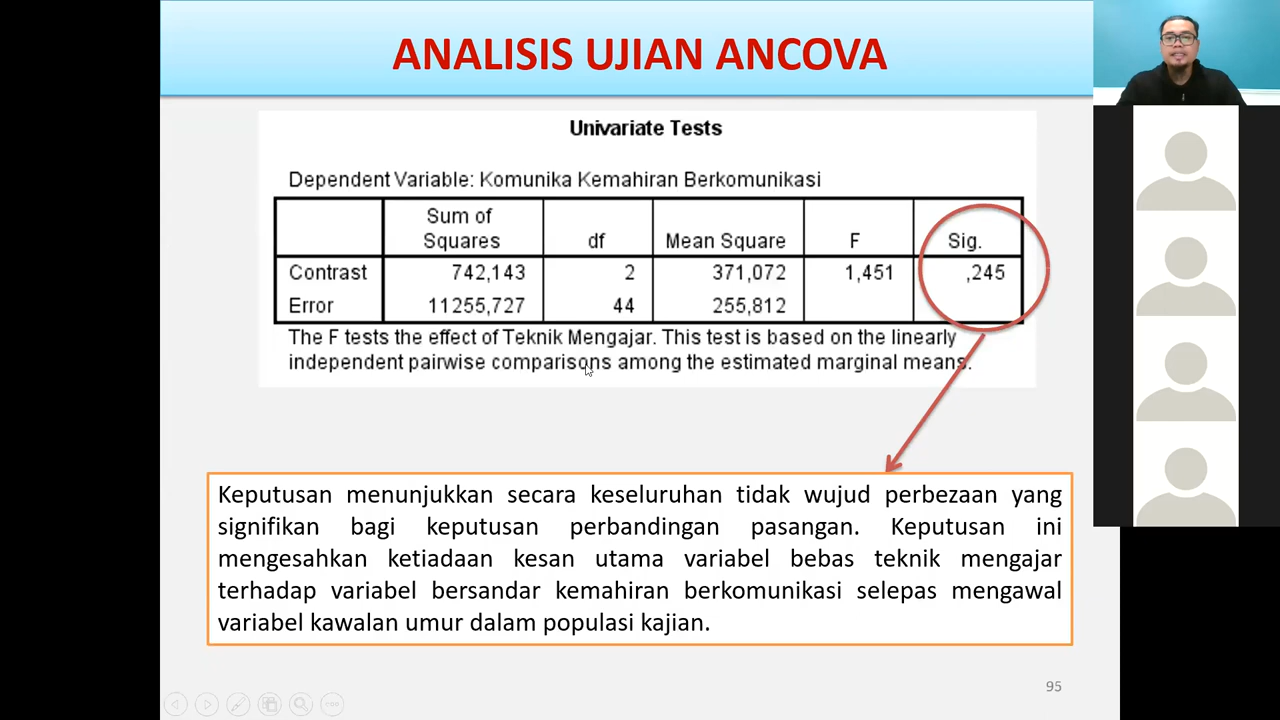 ANALISIS UJIAN ANCOVA
Univariate Tests
Dependent Variable: Komunika Kemahiran Berkomunikasi
Sum of Squares df Mean Square F Sig.
Contrast 742,143 2 371,072 1,451 ,245
Error 11255,727 44 255,812
The F tests the effect of Teknik Mengajar. This test is based on the linearly
independent pairwise comparisons among the estimated marginal means.
Keputusan menunjukkan secara keseluruhan tidak wujud perbezaan yang
signifikan bagi keputusan perbandingan pasangan. Keputusan ini
mengesahkan ketiadaan kesan utama variabel bebas teknik mengajar
terhadap variabel bersandar kemahiran berkomunikasi selepas mengawal
variabel kawalan umur dalam populasi kajian.
95